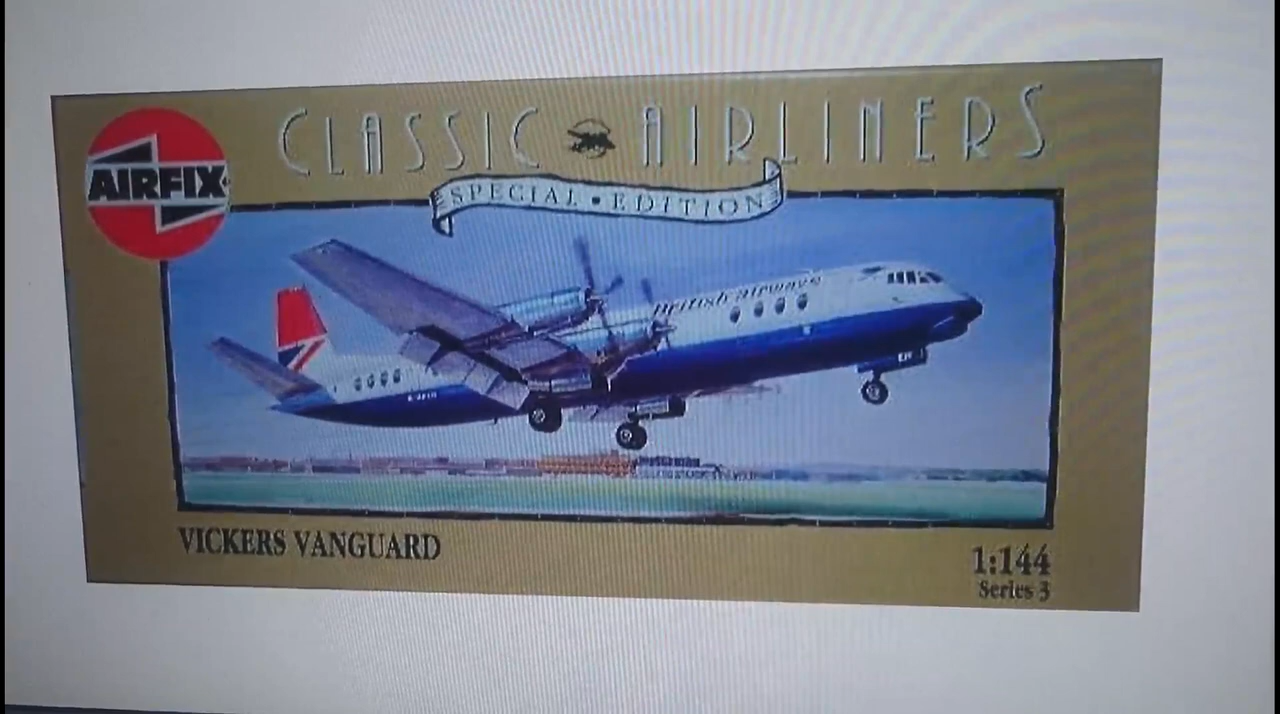 CLASSIC AIRLINERS
AIRFIX
SPECIAL EDITION
British airways
VICKERS VANGUARD
1:144
Series 3